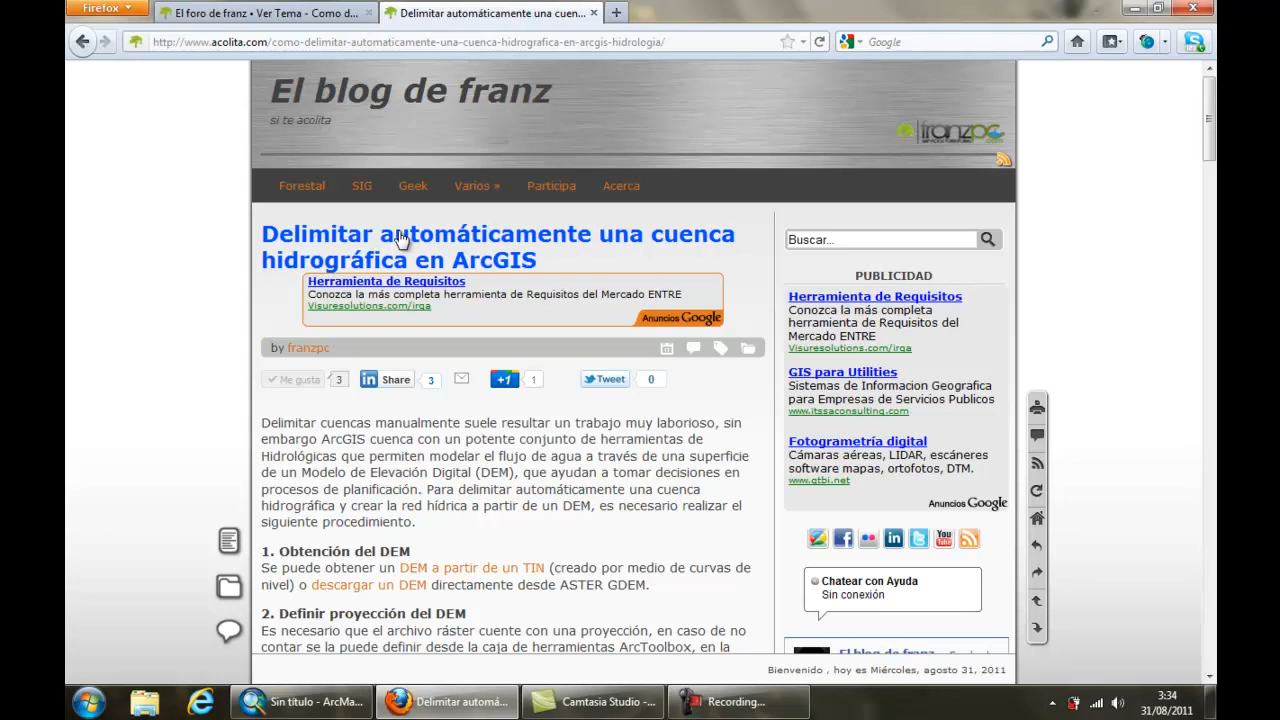 Firefox
El foro de franz • Ver Tema - Como d...
Delimitar automáticamente una cuen...
http://www.acolita.com/como-delimitar-automaticamente-una-cuenca-hidrografica-en-arcgis-hidrologia/
Google
El blog de franz
si te acolita
franzpc
Forestal
SIG
Geek
Varios »
Participa
Acerca
Delimitar automáticamente una cuenca
hidrográfica en ArcGIS
Herramienta de Requisitos
Conozca la más completa herramienta de Requisitos del Mercado ENTRE
Visuresolutions.com/irqa
Anuncios Google
by franzpc
Me gusta
3
in Share
3
+1
1
Tweet
0
Delimitar cuencas manualmente suele resultar un trabajo muy laborioso, sin
embargo ArcGIS cuenca con un potente conjunto de herramientas de
Hidrológicas que permiten modelar el flujo de agua a través de una superficie
de un Modelo de Elevación Digital (DEM), que ayudan a tomar decisiones en
procesos de planificación. Para delimitar automáticamente una cuenca
hidrográfica y crear la red hídrica a partir de un DEM, es necesario realizar el
siguiente procedimiento.
1. Obtención del DEM
Se puede obtener un DEM a partir de un TIN (creado por medio de curvas de
nivel) o descargar un DEM directamente desde ASTER GDEM.
2. Definir proyección del DEM
Es necesario que el archivo ráster cuente con una proyección, en caso de no
contar se la puede definir desde la caja de herramientas ArcToolbox, en la
Buscar...
PUBLICIDAD
Herramienta de Requisitos
Conozca la más completa
herramienta de Requisitos del
Mercado ENTRE
Visuresolutions.com/irqa
GIS para Utilities
Sistemas de Informacion Geografica
para Empresas de Servicios Publicos
www.itssaconsulting.com
Fotogrametría digital
Cámaras aéreas, LIDAR, escáneres
software mapas, ortofotos, DTM.
www.gtbi.net
Anuncios Google
You Tube
Chatear con Ayuda
Sin conexión
El blog de franz
Bienvenido , hoy es Miércoles, agosto 31, 2011
Sin título - ArcMa...
Delimitar automá...
Camtasia Studio -...
Recording...
3:34
31/08/2011